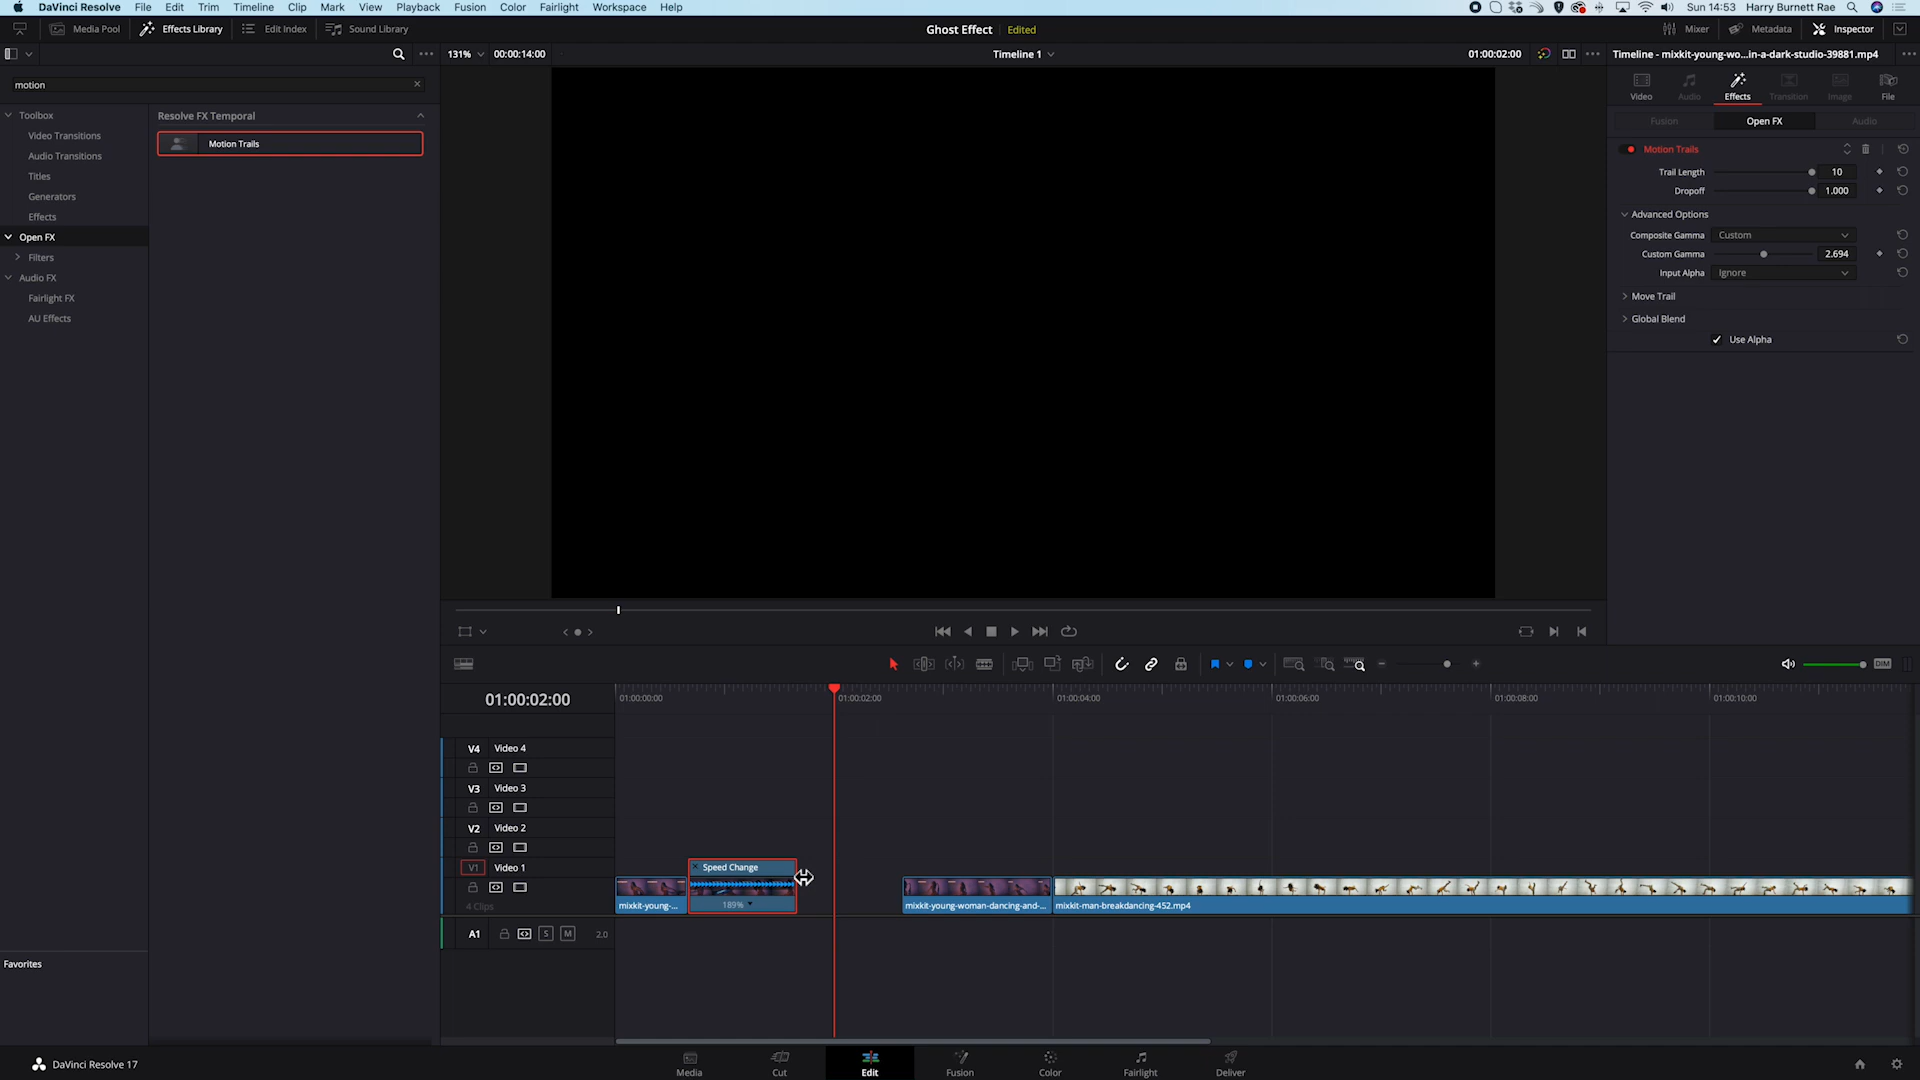 DaVinci Resolve File Edit Trim Timeline Clip Mark View Playback Fusion Color Fairlight Workspace Help Sun 14:53 Harry Burnett Rae
Media Pool Effects Library Edit Index Sound Library Ghost Effect Edited Mixer Metadata Inspector
131% 00:00:14:00 Timeline 1 01:00:02:00 Timeline - mixkit-young-wo...in-a-dark-studio-39881.mp4
motion
Video Audio Effects Transition Image File
Toolbox
Video Transitions
Audio Transitions
Titles
Generators
Effects
Open FX
Filters
Audio FX
Fairlight FX
AU Effects
Favorites
Resolve FX Temporal
Motion Trails
Fusion Open FX Audio
Motion Trails
Trail Length 10
Dropoff 1.000
Advanced Options
Composite Gamma Custom
Custom Gamma 2.694
Input Alpha Ignore
Move Trail
Global Blend
Use Alpha
DIM
01:00:02:00 01:00:00:00 01:00:02:00 01:00:04:00 01:00:06:00 01:00:08:00 01:00:10:00
V4 Video 4
V3 Video 3
V2 Video 2
V1 Video 1
4 Clips
Speed Change
189%
mixkit-young-... mixkit-young-woman-dancing-and-... mixkit-man-breakdancing-452.mp4
A1 S M 2.0
DaVinci Resolve 17
Media Cut Edit Fusion Color Fairlight Deliver